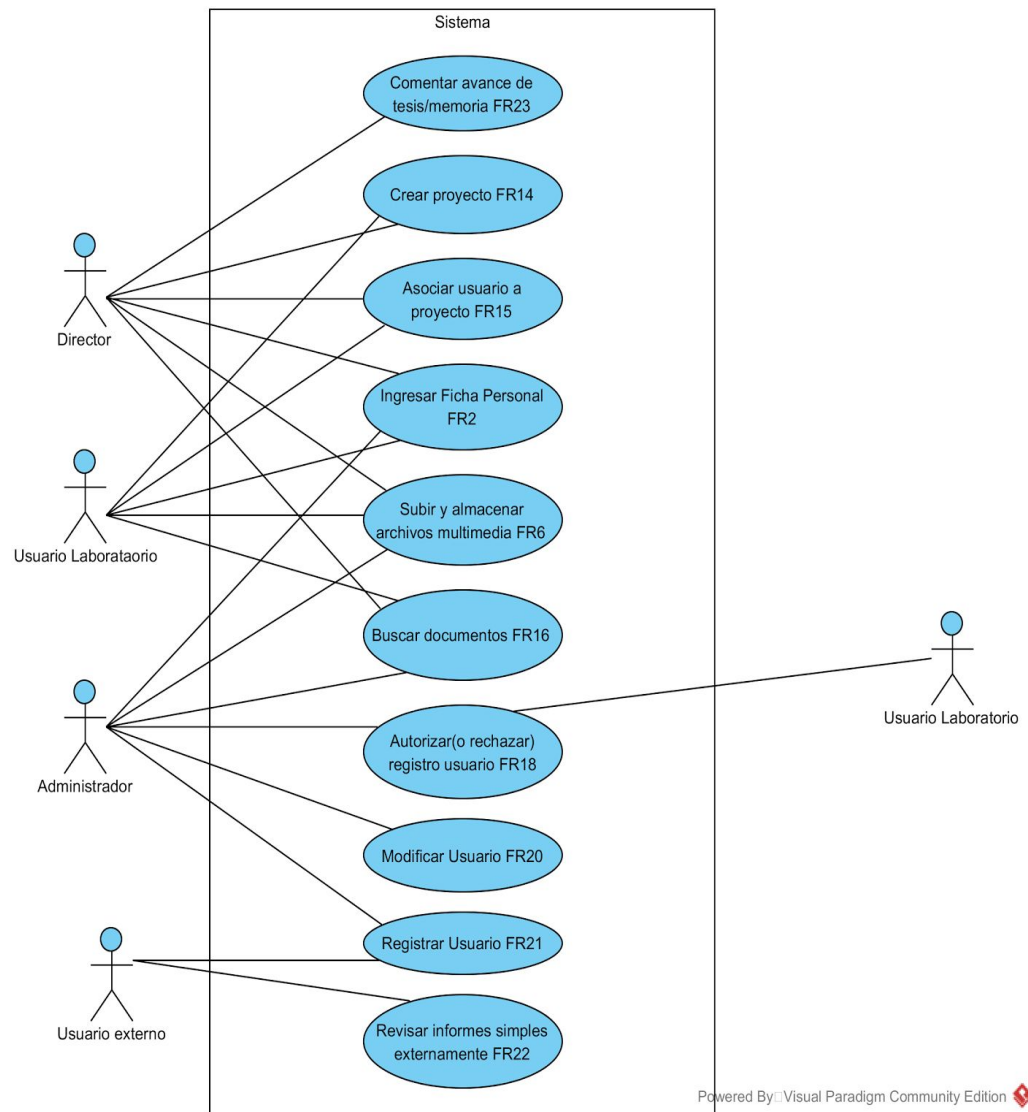 Sistema
Comentar avance de
tesis/memoria FR23
Crear proyecto FR14
Director
Asociar usuario a
proyecto FR15
Ingresar Ficha Personal
FR2
Usuario Laborataorio
Subir y almacenar
archivos multimedia FR6
Buscar documentos FR16
Administrador
Autorizar(o rechazar)
registro usuario FR18
Usuario Laboratorio
Modificar Usuario FR20
Registrar Usuario FR21
Usuario externo
Revisar informes simples
externamente FR22
Powered By□Visual Paradigm Community Edition